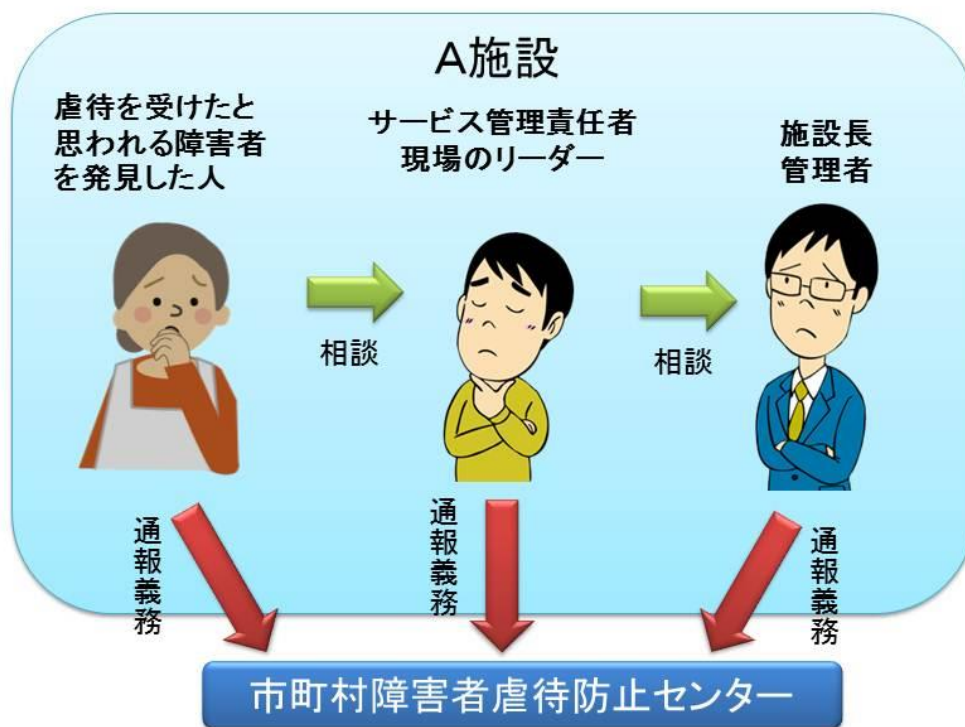 A施設
虐待を受けたと
思われる障害者
を発見した人
サービス管理責任者
現場のリーダー
施設長
管理者
相談
相談
通報義務
通報義務
通報義務
市町村障害者虐待防止センター